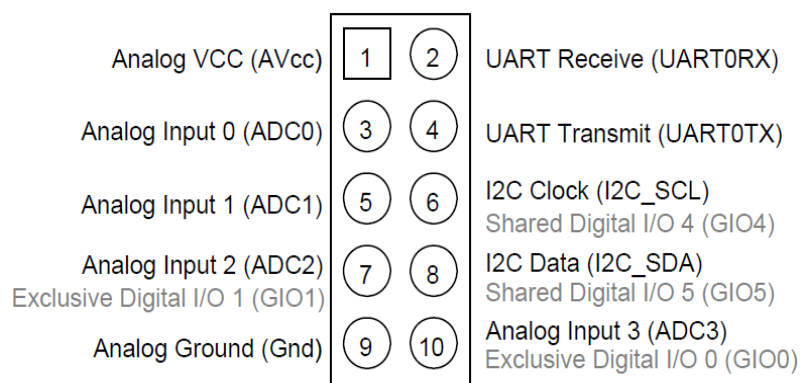 Analog VCC (AVcc) 1 2 UART Receive (UART0RX)
Analog Input 0 (ADC0) 3 4 UART Transmit (UART0TX)
Analog Input 1 (ADC1) 5 6 I2C Clock (I2C_SCL)
Shared Digital I/O 4 (GIO4)
Analog Input 2 (ADC2) 7 8 I2C Data (I2C_SDA)
Exclusive Digital I/O 1 (GIO1) Shared Digital I/O 5 (GIO5)
Analog Ground (Gnd) 9 10 Analog Input 3 (ADC3)
Exclusive Digital I/O 0 (GIO0)